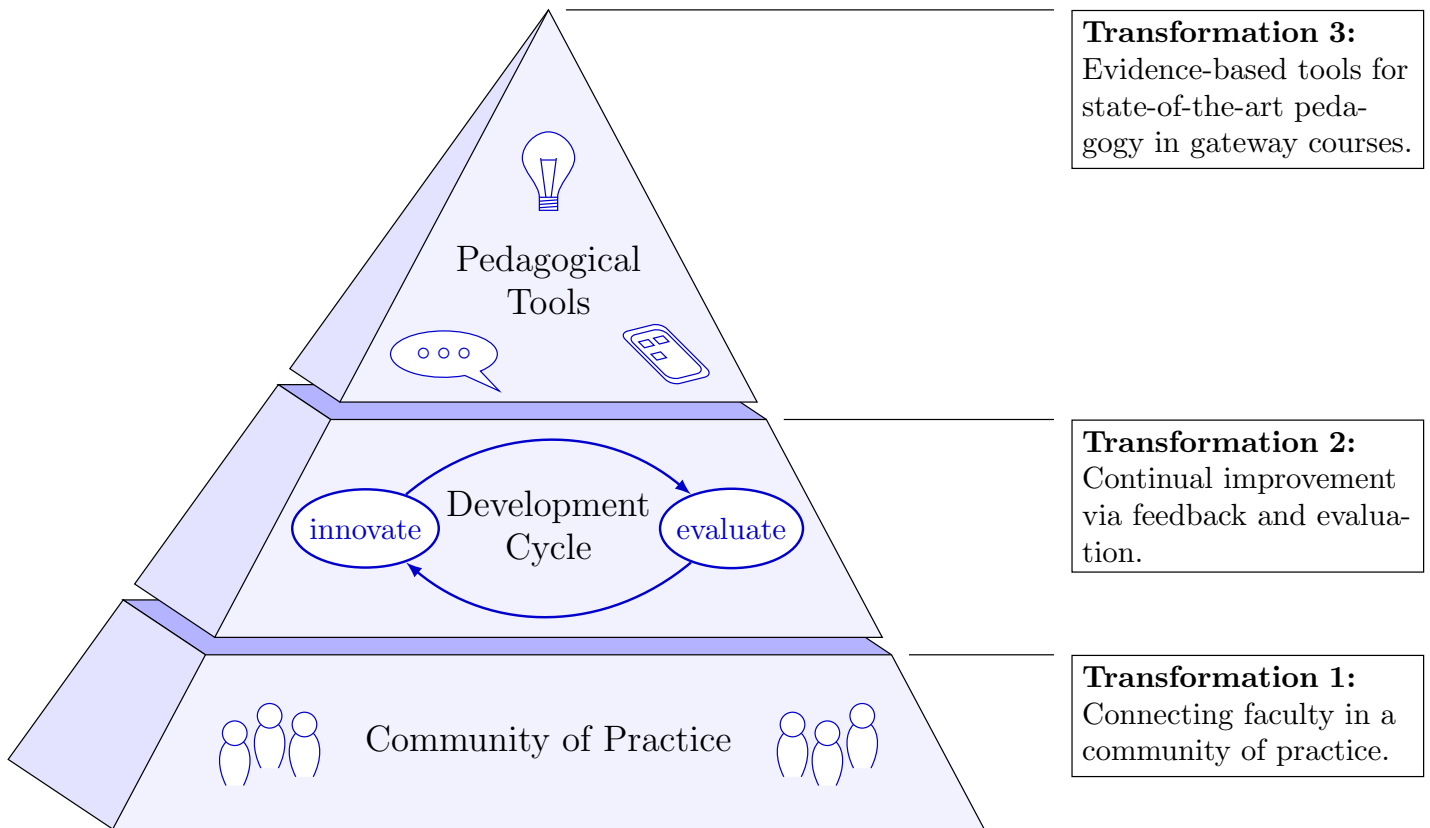 Transformation 3:
Evidence-based tools for
state-of-the-art peda-
gogy in gateway courses.
Pedagogical
Tools
Transformation 2:
Continual improvement
via feedback and evalua-
tion.
innovate
Development
Cycle
evaluate
Transformation 1:
Connecting faculty in a
community of practice.
Community of Practice